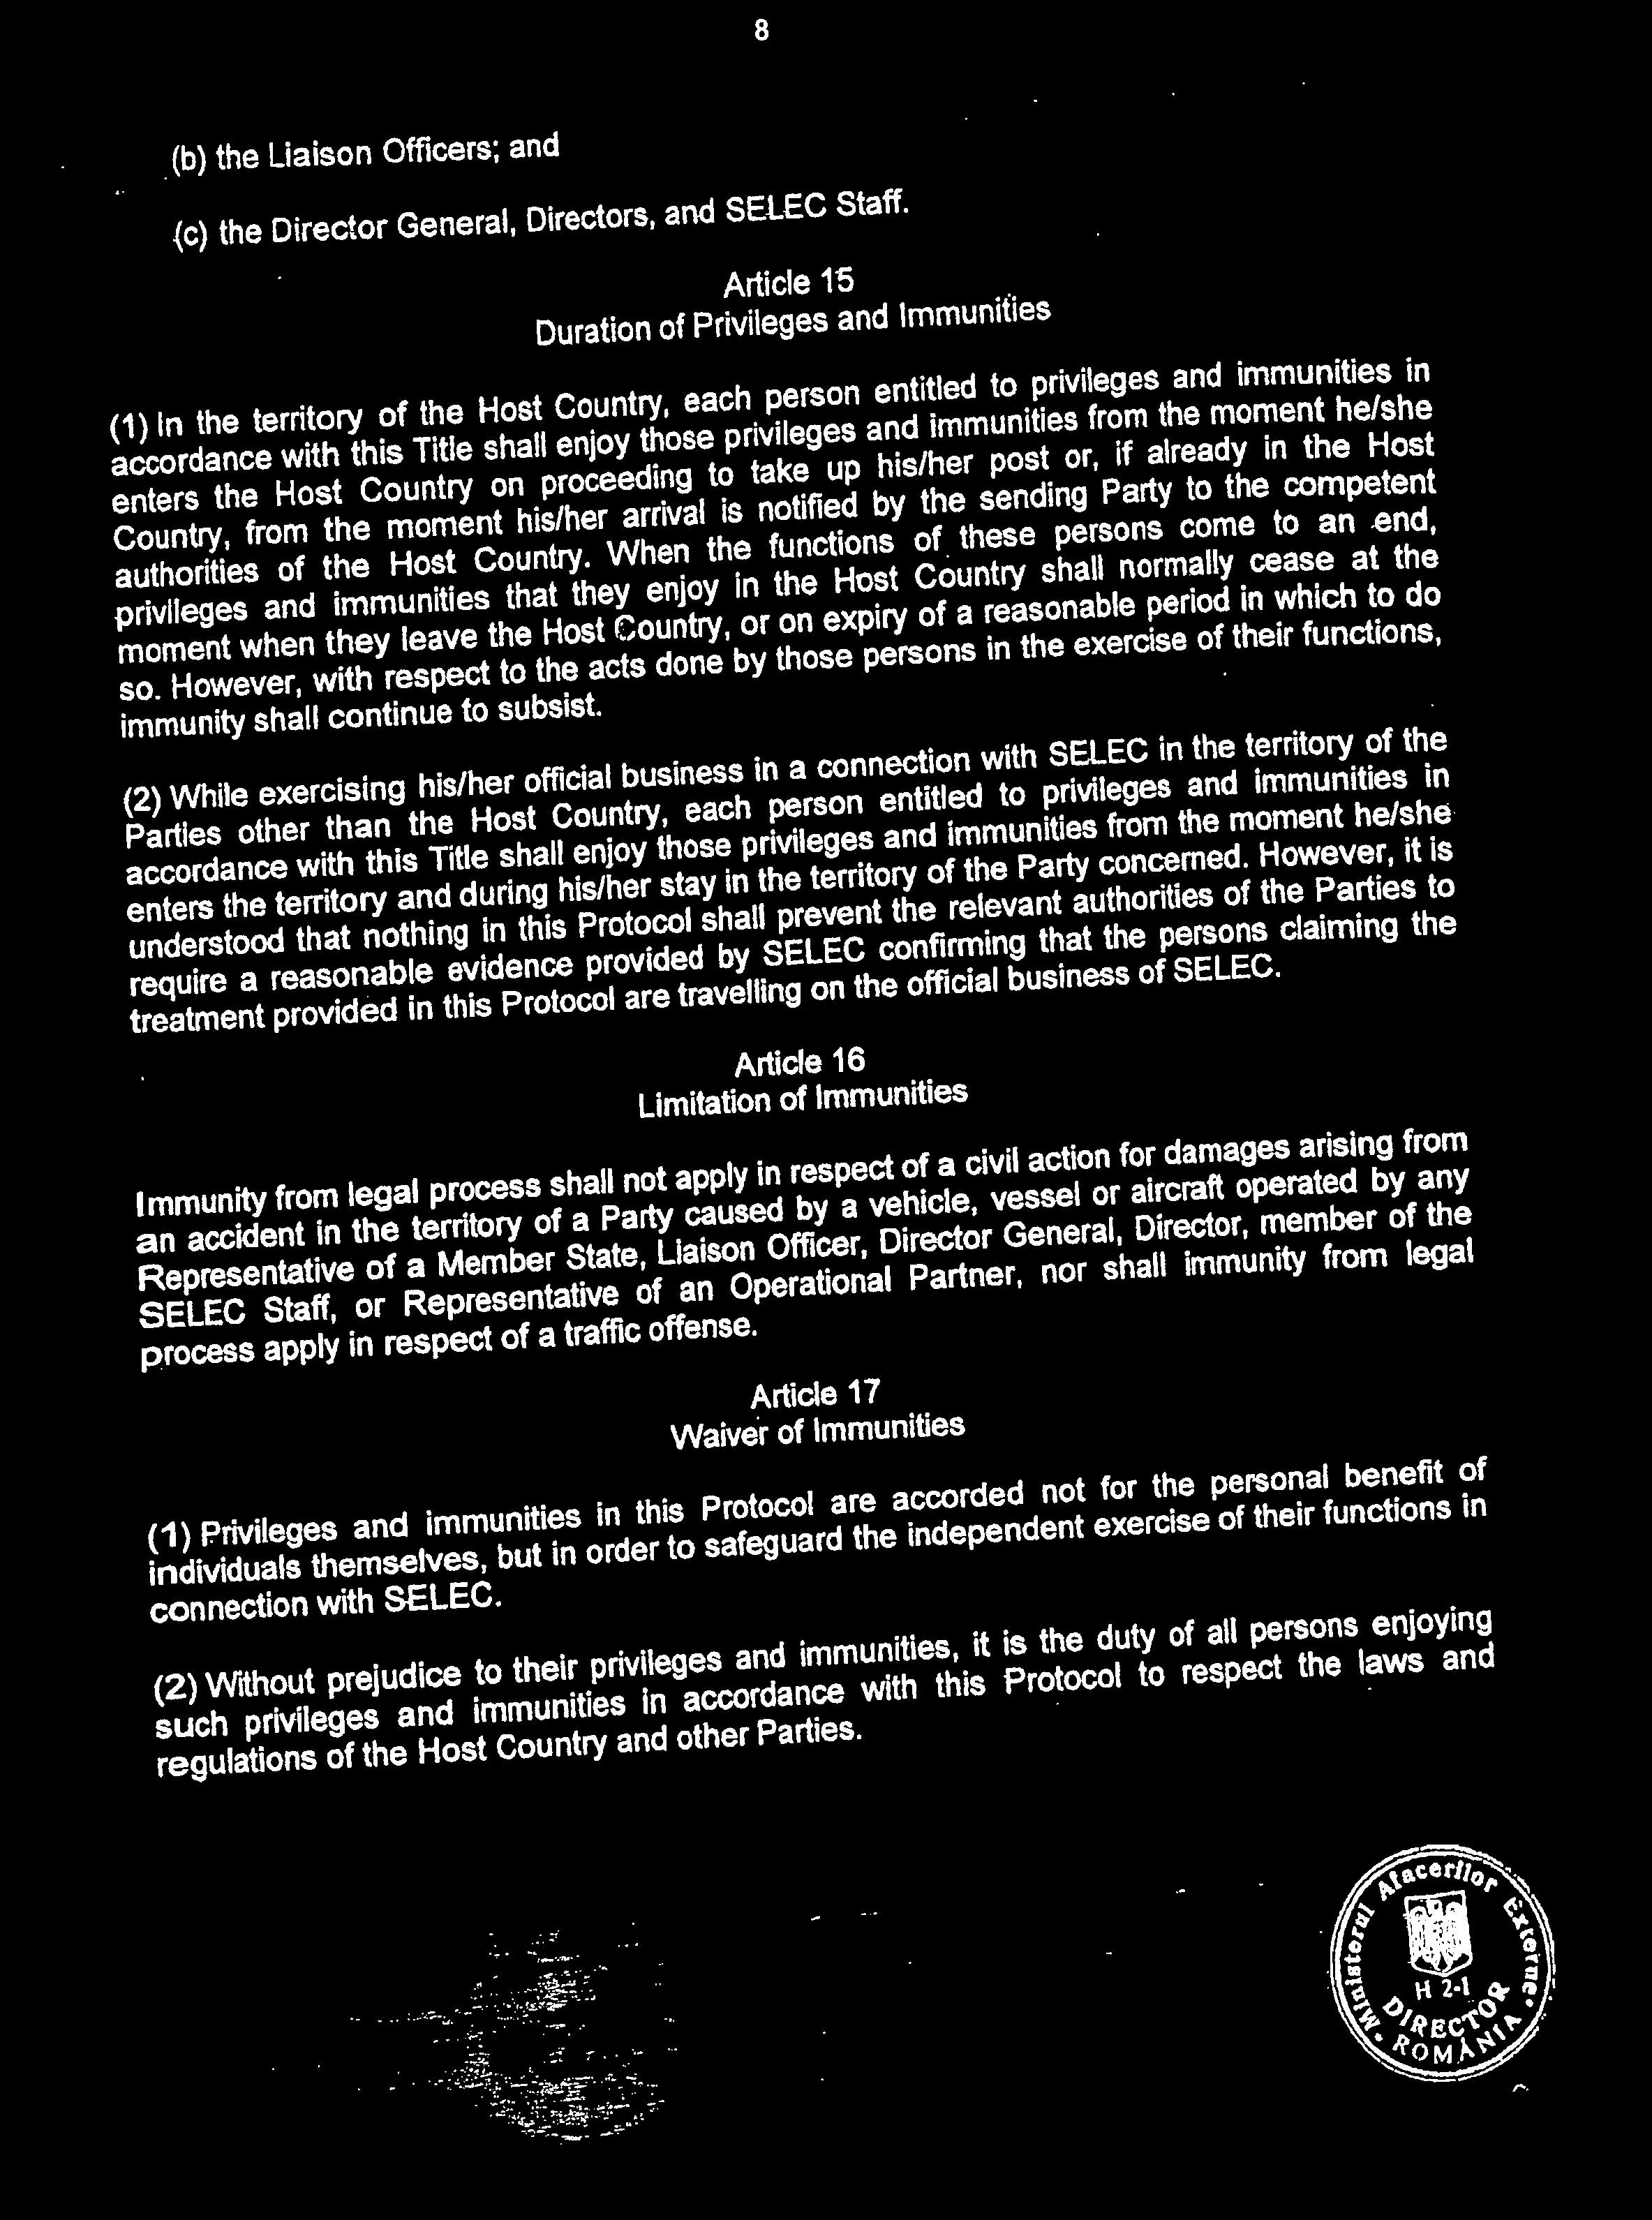 8
(b) the Liaison Officers; and
(c) the Director General, Directors, and SELEC Staff.
Article 15
Duration of Privileges and Immunities
(1) In the territory of the Host Country, each person entitled to privileges and immunities in
accordance with this Title shall enjoy those privileges and immunities from the moment he/she
enters the Host Country on proceeding to take up his/her post or, if already in the Host
Country, from the moment his/her arrival is notified by the sending Party to the competent
authorities of the Host Country. When the functions of these persons come to an end,
privileges and immunities that they enjoy in the Host Country shall normally cease at the
moment when they leave the Host Country, or on expiry of a reasonable period in which to do
so. However, with respect to the acts done by those persons in the exercise of their functions,
immunity shall continue to subsist.
(2) While exercising his/her official business in a connection with SELEC in the territory of the
Parties other than the Host Country, each person entitled to privileges and immunities in
accordance with this Title shall enjoy those privileges and immunities from the moment he/she
enters the territory and during his/her stay in the territory of the Party concerned. However, it is
understood that nothing in this Protocol shall prevent the relevant authorities of the Parties to
require a reasonable evidence provided by SELEC confirming that the persons claiming the
treatment provided in this Protocol are travelling on the official business of SELEC.
Article 16
Limitation of Immunities
Immunity from legal process shall not apply in respect of a civil action for damages arising from
an accident in the territory of a Party caused by a vehicle, vessel or aircraft operated by any
Representative of a Member State, Liaison Officer, Director General, Director, member of the
SELEC Staff, or Representative of an Operational Partner, nor shall immunity from legal
process apply in respect of a traffic offense.
Article 17
Waiver of Immunities
(1) Privileges and immunities in this Protocol are accorded not for the personal benefit of
individuals themselves, but in order to safeguard the independent exercise of their functions in
connection with SELEC.
(2) Without prejudice to their privileges and immunities, it is the duty of all persons enjoying
such privileges and immunities in accordance with this Protocol to respect the laws and
regulations of the Host Country and other Parties.
Ministerul Afacerilor Externe
H 2-1
DIRECTOR
ROMÂNIA